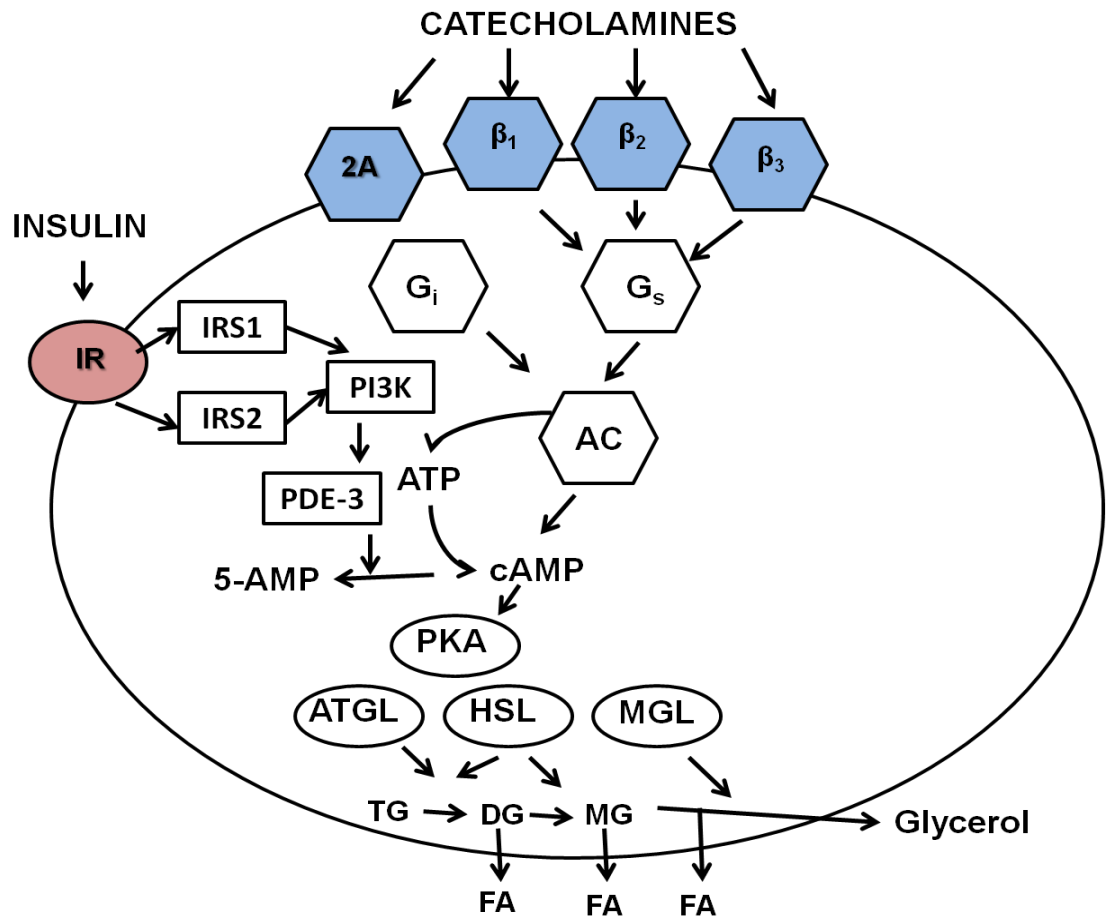 CATECHOLAMINES
2A
β1
β2
β3
INSULIN
Gi
Gs
IR
IRS1
IRS2
PI3K
AC
ATP
PDE-3
5-AMP
cAMP
PKA
ATGL
HSL
MGL
TG
DG
MG
Glycerol
FA
FA
FA